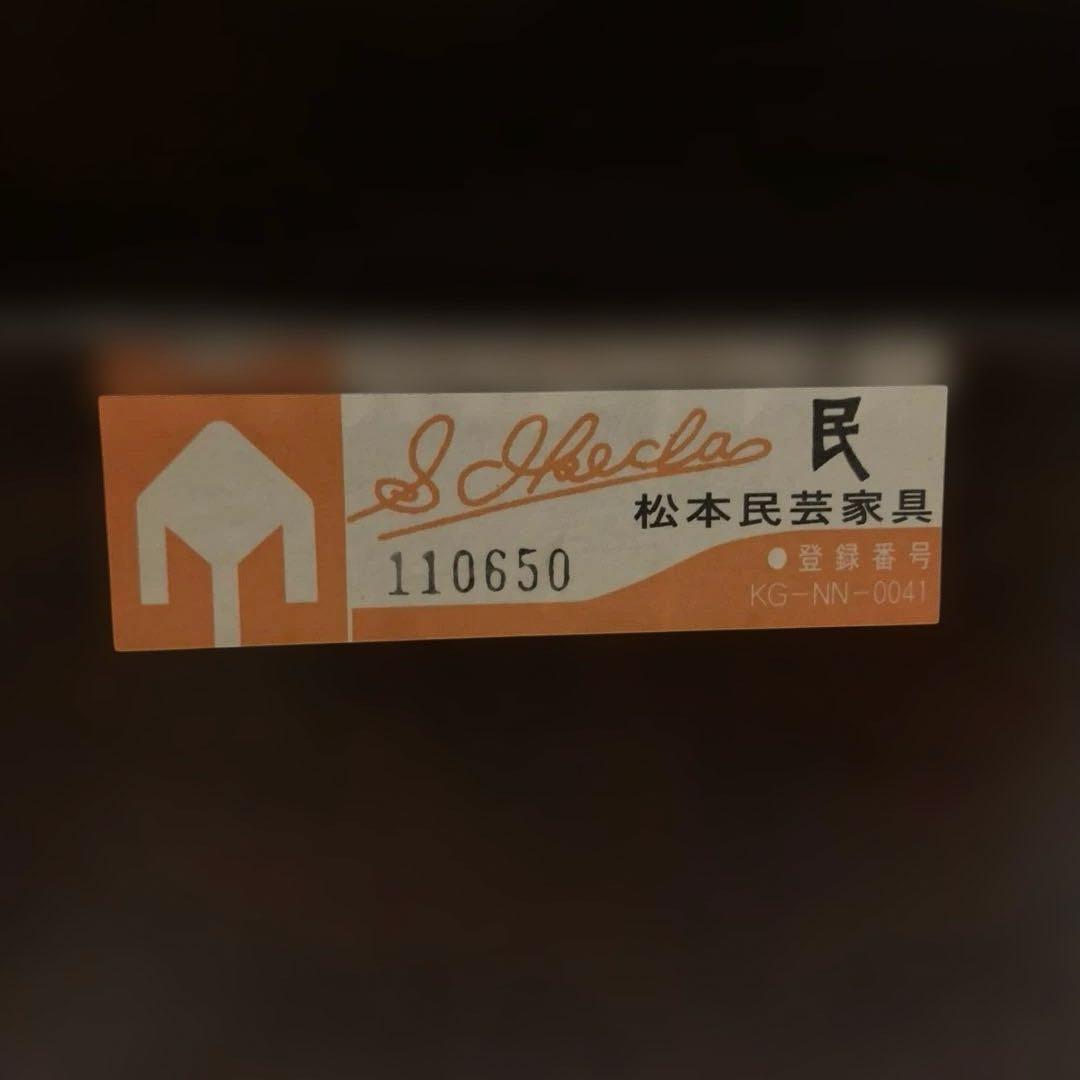 S Ikeda
民
松本民芸家具
110650
●登録番号
KG-NN-0041